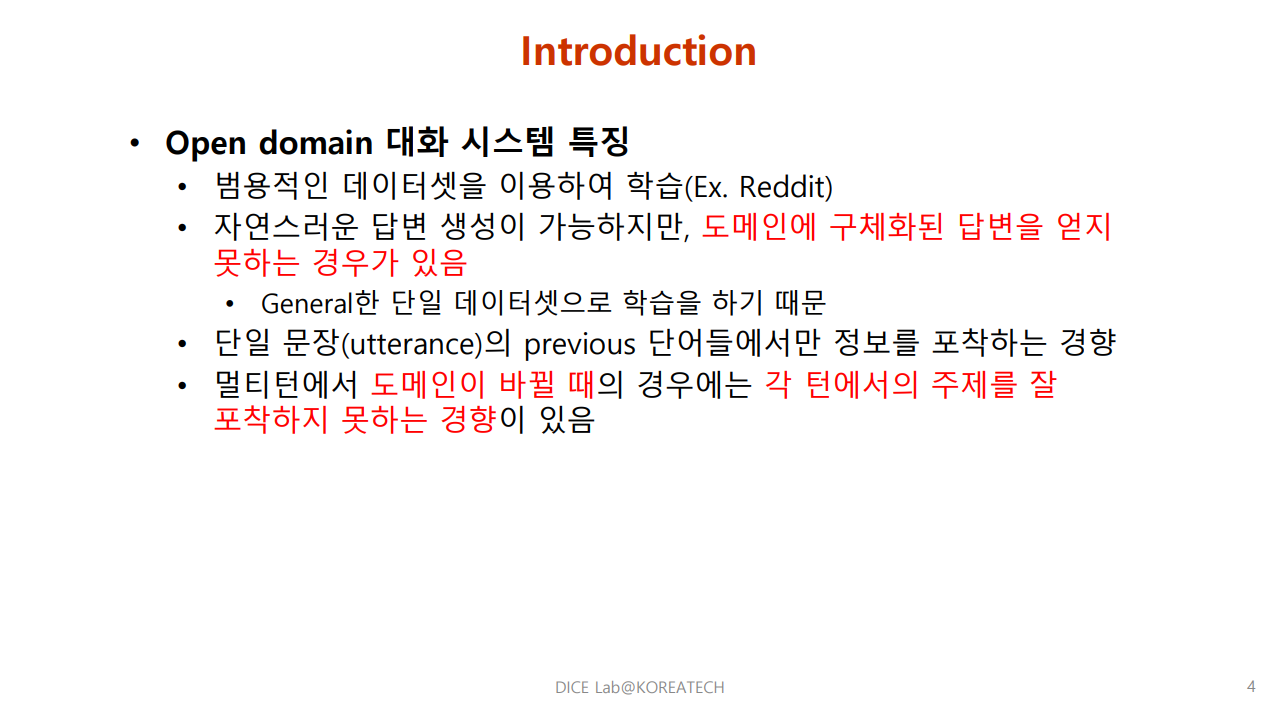 Introduction
• Open domain 대화 시스템 특징
• 범용적인 데이터셋을 이용하여 학습(Ex. Reddit)
• 자연스러운 답변 생성이 가능하지만, 도메인에 구체화된 답변을 얻지
못하는 경우가 있음
• General한 단일 데이터셋으로 학습을 하기 때문
• 단일 문장(utterance)의 previous 단어들에서만 정보를 포착하는 경향
• 멀티턴에서 도메인이 바뀔 때의 경우에는 각 턴에서의 주제를 잘
포착하지 못하는 경향이 있음
DICE Lab@KOREATECH
4